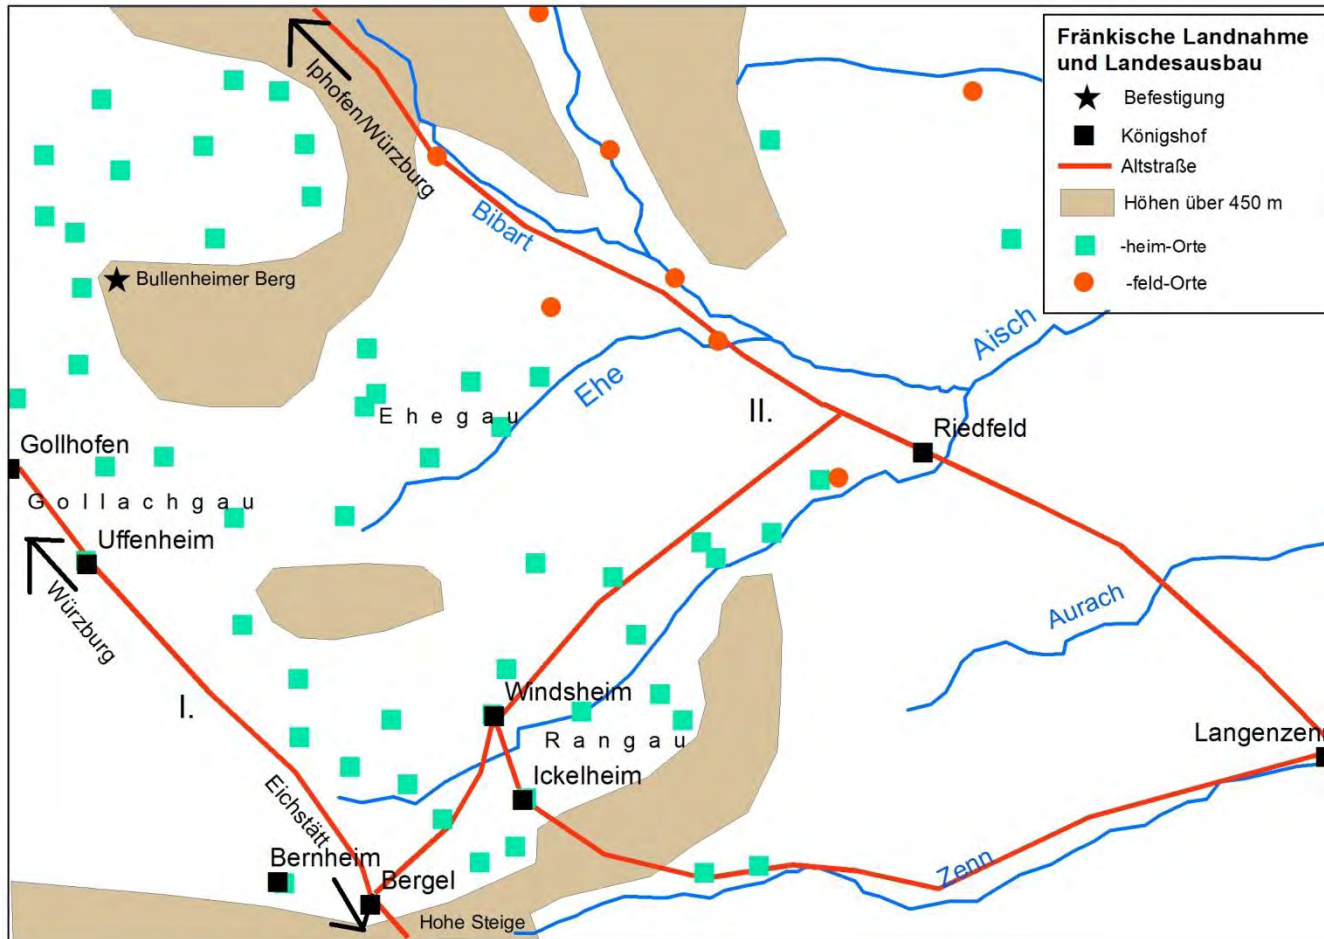 Fränkische Landnahme
und Landesausbau
Befestigung
Königshof
Altstraße
Höhen über 450 m
-heim-Orte
-feld-Orte
Iphofen/Würzburg
Bibart
Bullenheimer Berg
Aisch
Ehe
Ehegau
II.
Riedfeld
Gollhofen
Gollachgau
Uffenheim
Würzburg
Aurach
I.
Windsheim
Rangau
Langenzenn
Ickelheim
Eichstätt
Bernheim
Bergel
Zenn
Hohe Steige